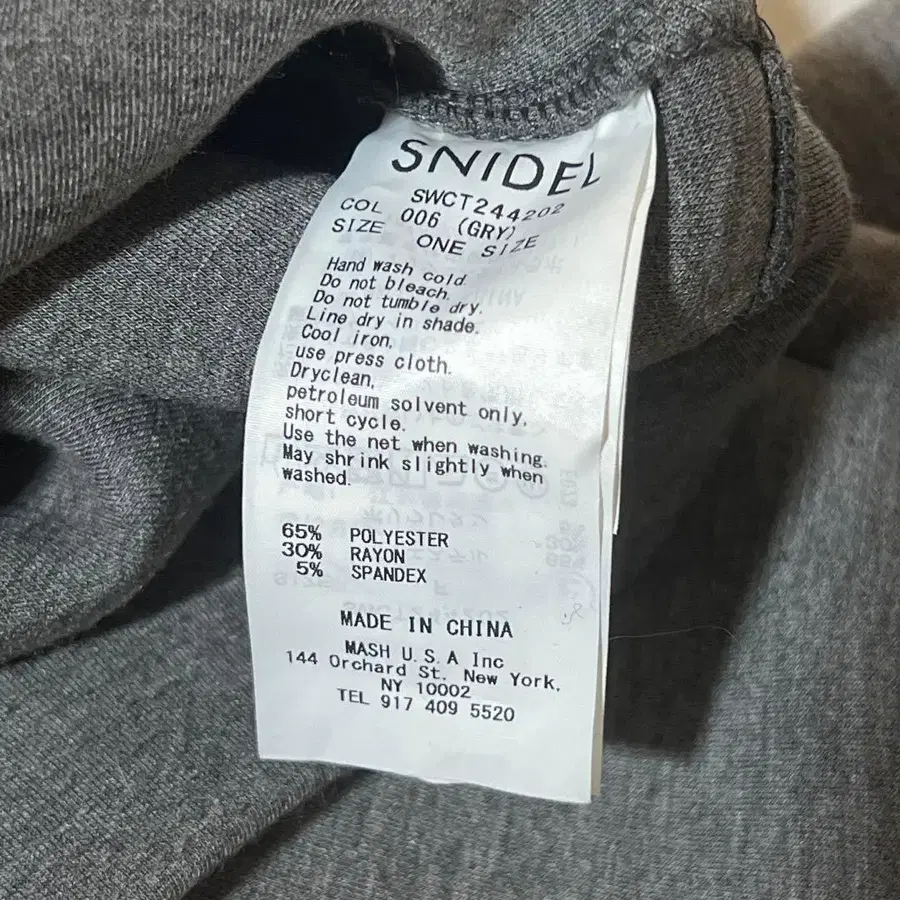 SNIDEL
SWCT244202
COL 006 (GRY)
SIZE ONE SIZE
Hand wash cold.
Do not bleach.
Do not tumble dry.
Line dry in shade.
Cool iron,
use press cloth.
Dryclean,
petroleum solvent only,
short cycle.
Use the net when washing.
May shrink slightly when
washed.
65% POLYESTER
30% RAYON
5% SPANDEX
MADE IN CHINA
MASH U.S.A Inc
144 Orchard St. New York,
NY 10002
TEL 917 409 5520